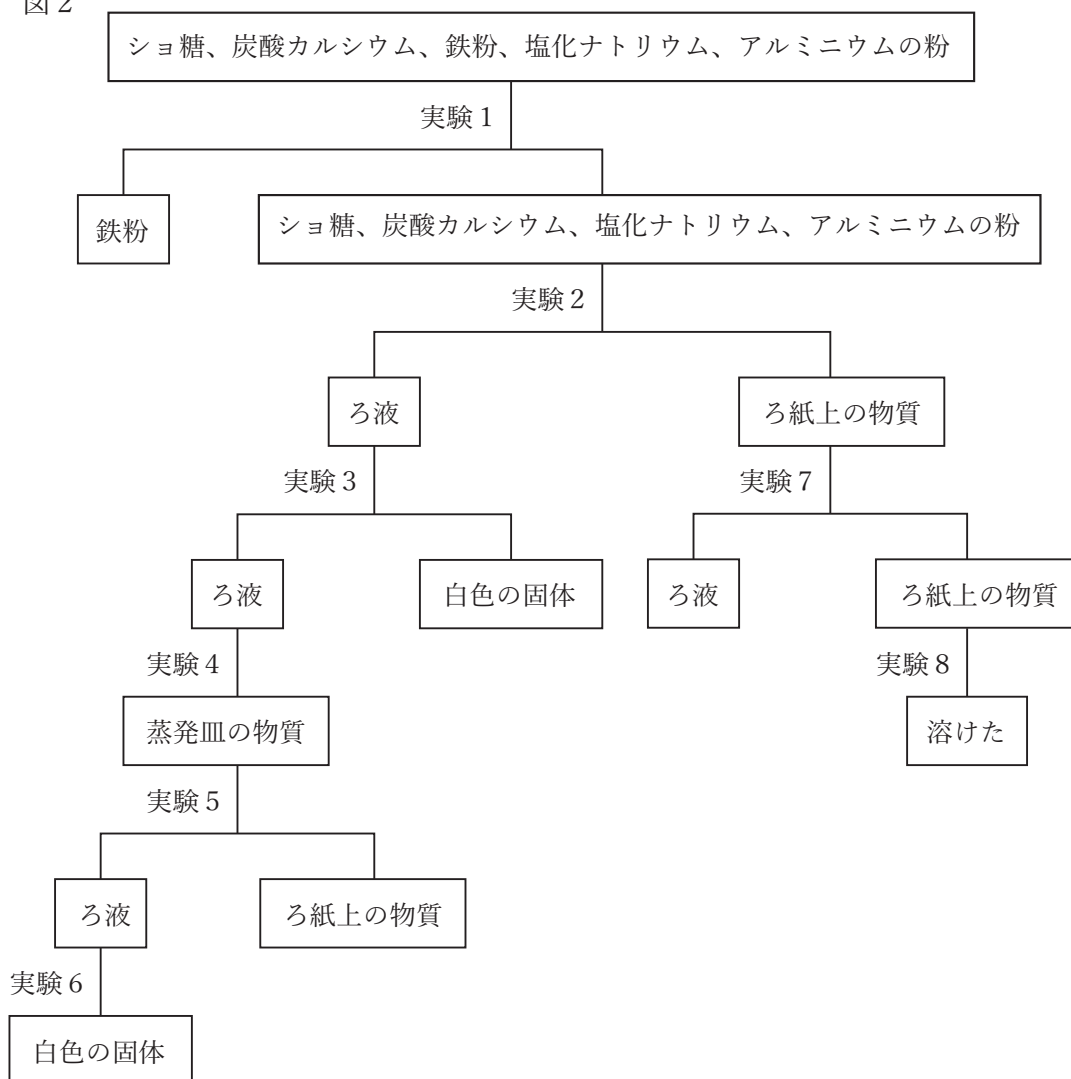 図２
ショ糖、炭酸カルシウム、鉄粉、塩化ナトリウム、アルミニウムの粉
実験１
鉄粉
ショ糖、炭酸カルシウム、塩化ナトリウム、アルミニウムの粉
実験２
ろ液
ろ紙上の物質
実験３
実験７
ろ液
白色の固体
ろ液
ろ紙上の物質
実験４
実験８
蒸発皿の物質
溶けた
実験５
ろ液
ろ紙上の物質
実験６
白色の固体